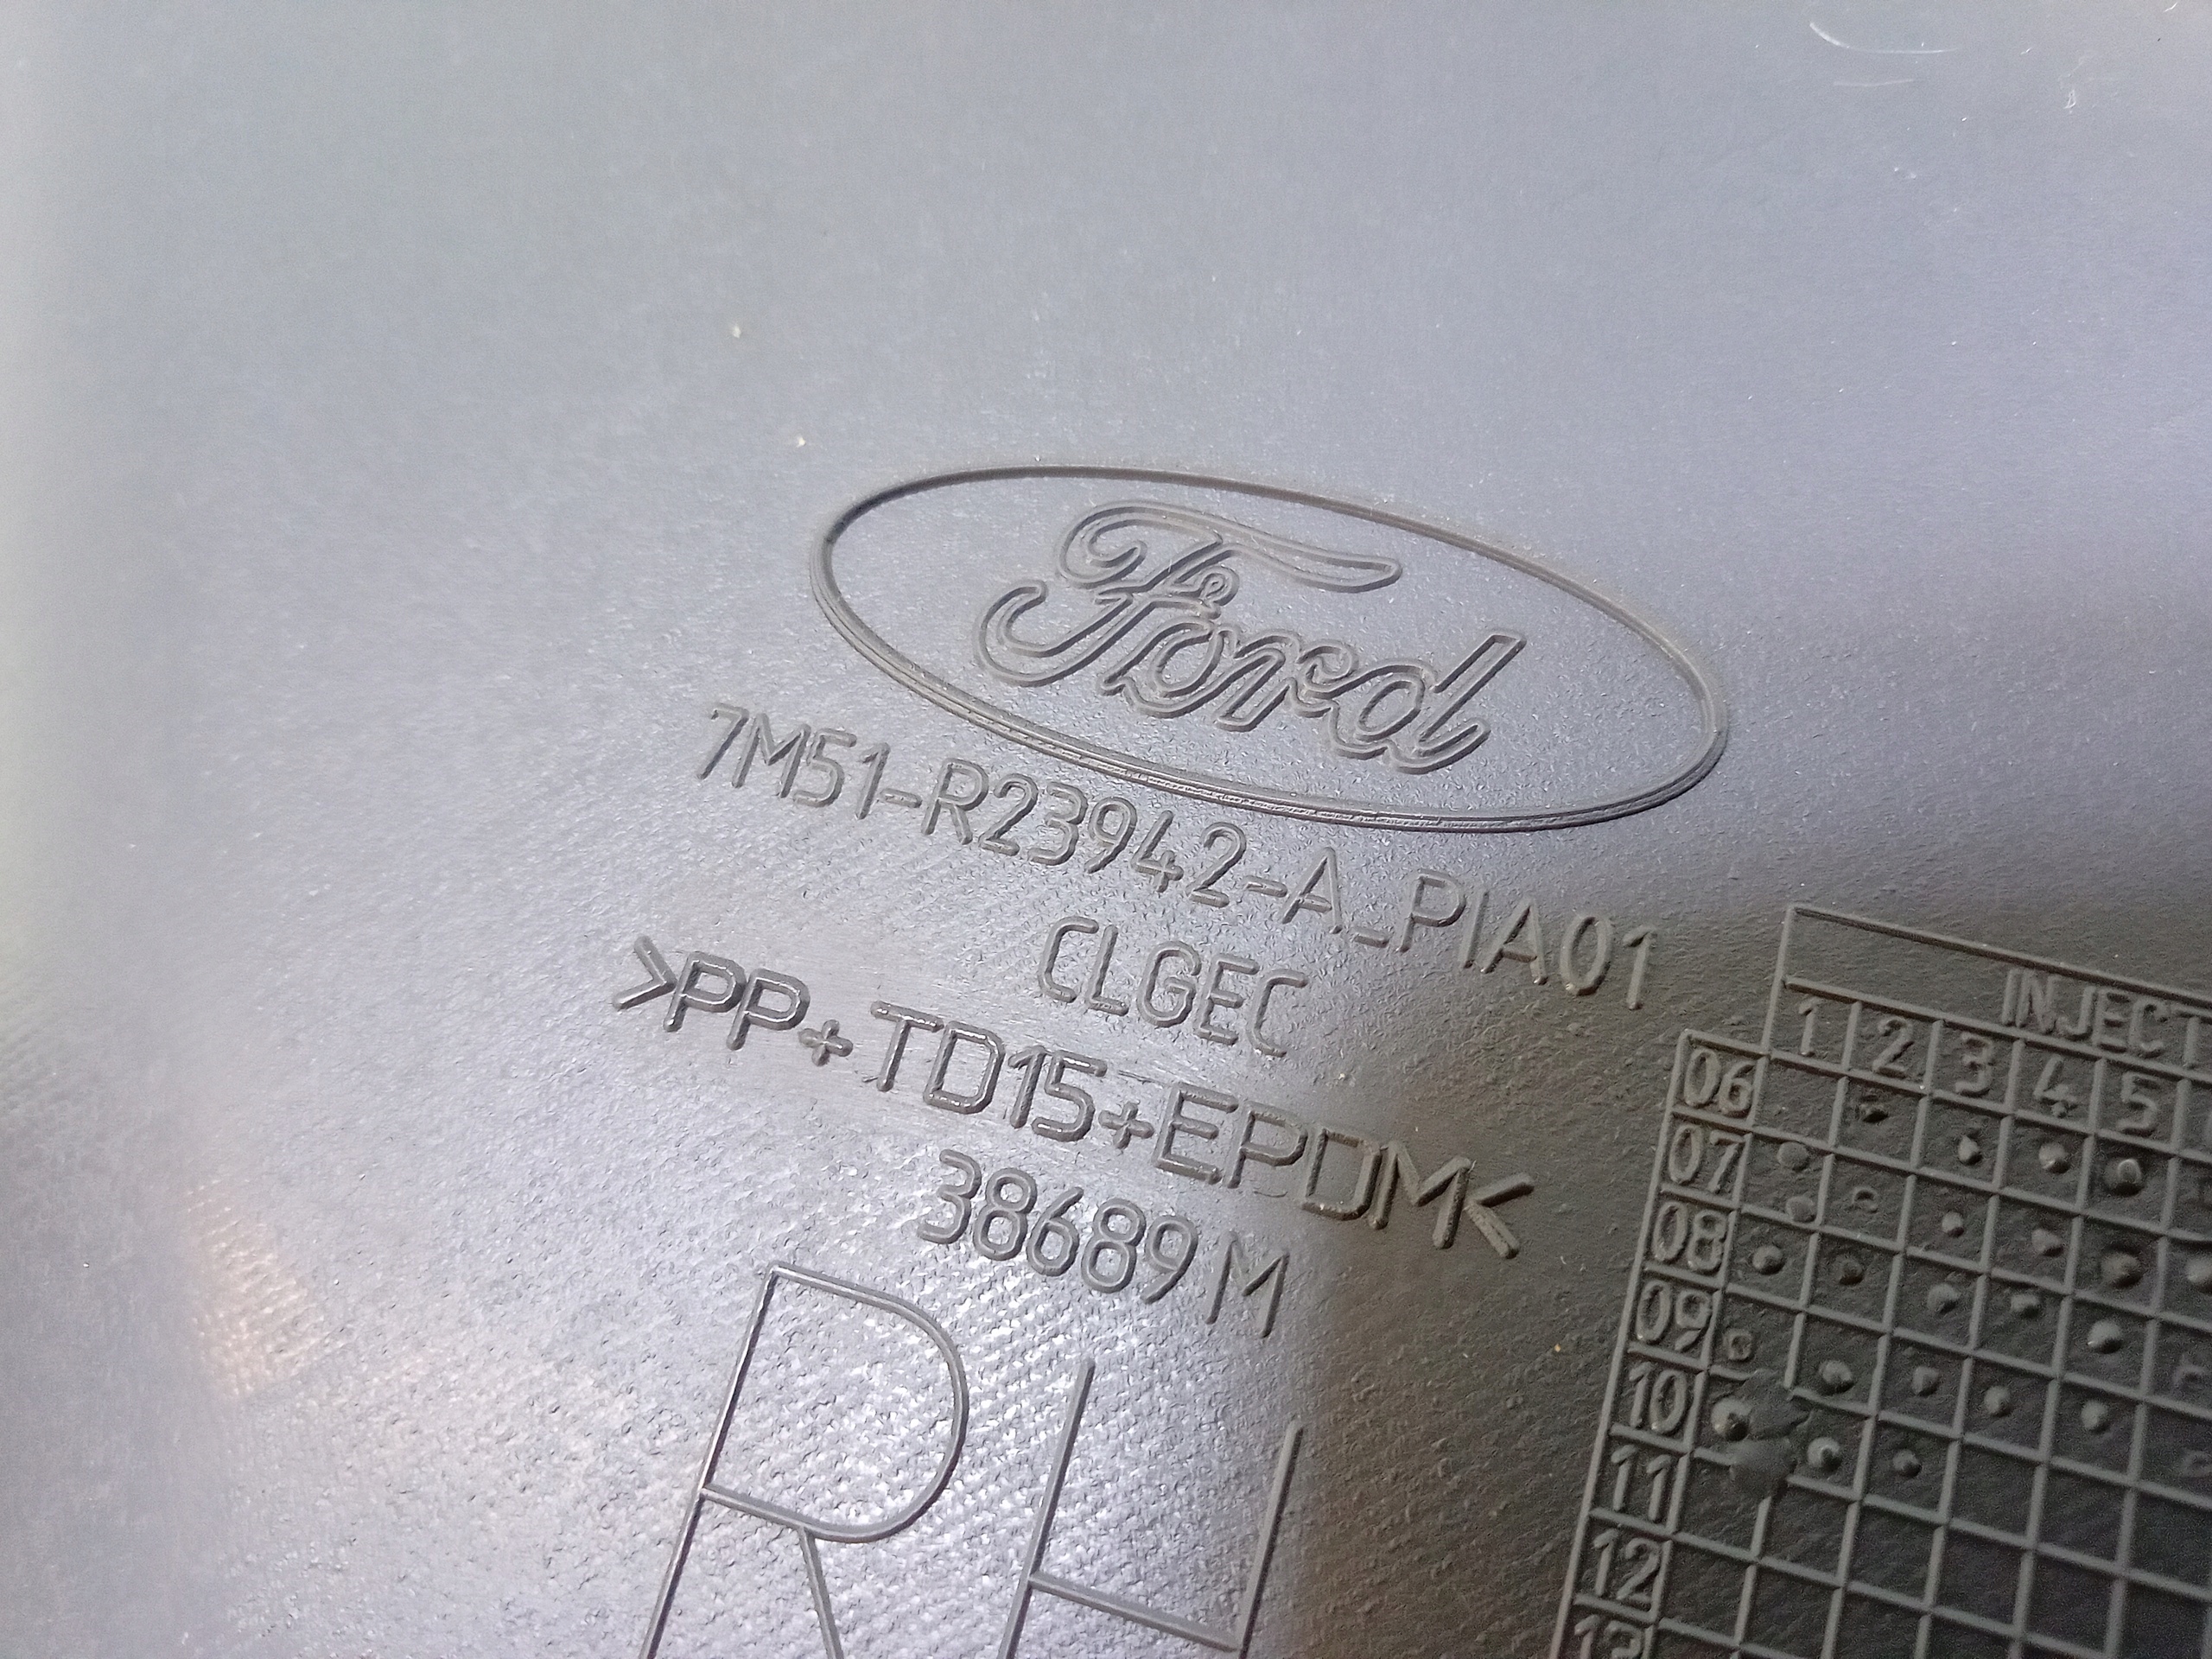 Ford
7M51-R23942-A_PIA01
CLGEC
>PP+TD15+EPDM<
38689M
RH
INJECT
1 2 3 4 5
06
07
08
09
10
11
12